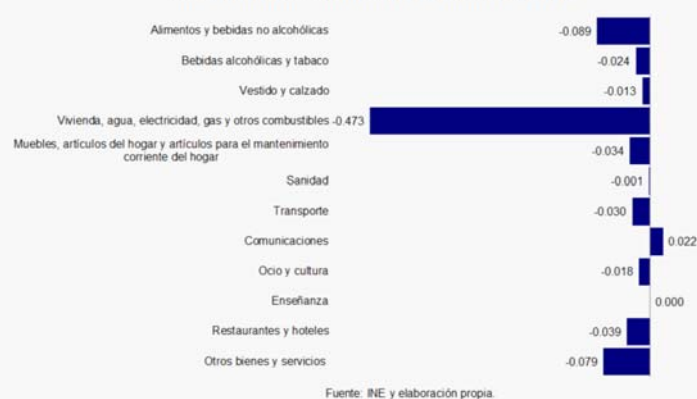 Alimentos y bebidas no alcohólicas -0.089
Bebidas alcohólicas y tabaco -0.024
Vestido y calzado -0.013
Vivienda, agua, electricidad, gas y otros combustibles -0.473
Muebles, artículos del hogar y artículos para el mantenimiento
corriente del hogar -0.034
Sanidad -0.001
Transporte -0.030
Comunicaciones 0.022
Ocio y cultura -0.018
Enseñanza 0.000
Restaurantes y hoteles -0.039
Otros bienes y servicios -0.079
Fuente: INE y elaboración propia.